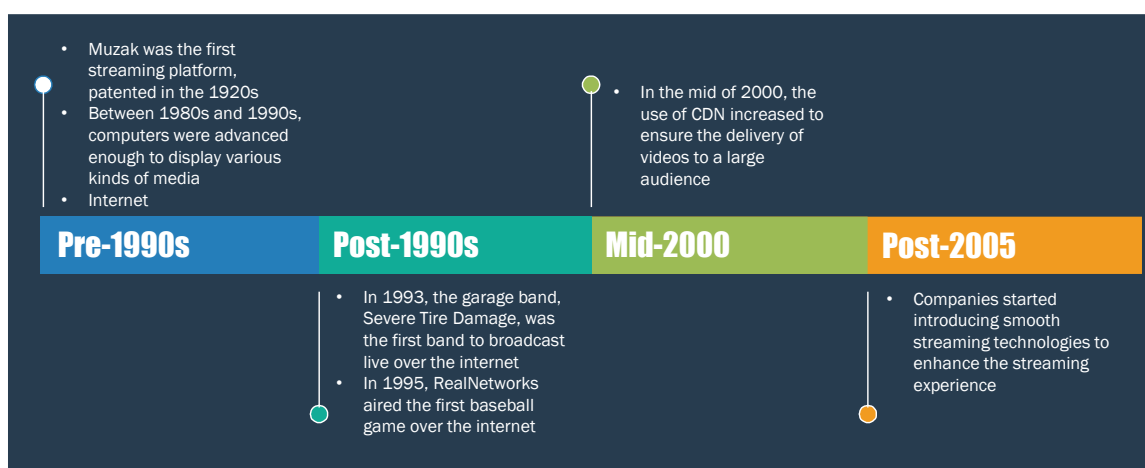 • Muzak was the first
streaming platform,
patented in the 1920s
• Between 1980s and 1990s,
computers were advanced
enough to display various
kinds of media
• Internet
• In the mid of 2000, the
use of CDN increased to
ensure the delivery of
videos to a large
audience
Pre-1990s
Post-1990s
Mid-2000
Post-2005
• In 1993, the garage band,
Severe Tire Damage, was
the first band to broadcast
live over the internet
• In 1995, RealNetworks
aired the first baseball
game over the internet
• Companies started
introducing smooth
streaming technologies to
enhance the streaming
experience